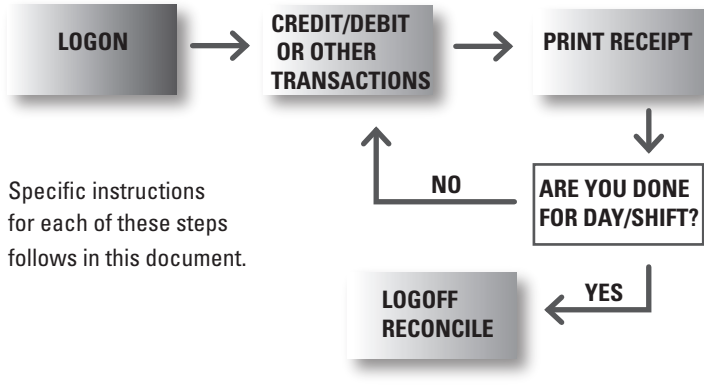 LOGON
CREDIT/DEBIT
OR OTHER
TRANSACTIONS
PRINT RECEIPT
ARE YOU DONE
FOR DAY/SHIFT?
NO
Specific instructions
for each of these steps
follows in this document.
YES
LOGOFF
RECONCILE